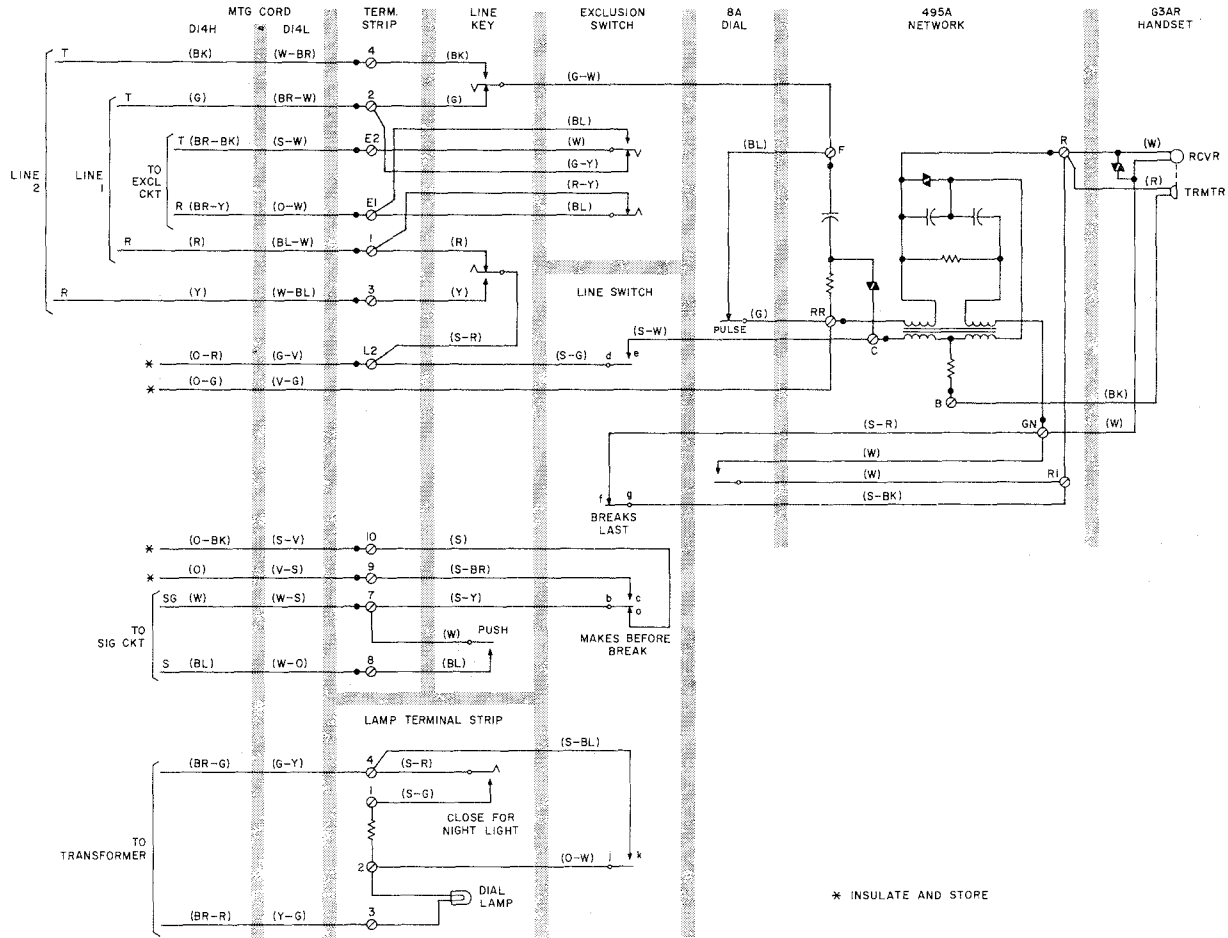 MTG CORD TERM. STRIP LINE KEY EXCLUSION SWITCH 8A DIAL 495A NETWORK G3AR HANDSET
D14H D14L
T (BK) (W-BR) 4 (BK)
(G-W)
T (G) (BR-W) 2 (G)
(BL)
T (BR-BK) (S-W) E2 (W)
(BL) F R (W) RCVR
(G-Y)
LINE 2 LINE 1 TO EXCL CKT
(R-Y)
(R) TRMTR
R (BR-Y) (O-W) E1 (BL)
R (R) (BL-W) 1 (R)
LINE SWITCH
R (Y) (W-BL) 3 (Y)
PULSE (G) RR
(S-R) (S-W) C
* (O-R) (G-V) L2 (S-G) d e
* (O-G) (V-G)
B (BK)
(S-R) GN (W)
(W)
(W) R1
f g (S-BK)
BREAKS LAST
* (O-BK) (S-V) 10 (S)
* (O) (V-S) 9 (S-BR)
SG (W) (W-S) 7 (S-Y) b c
a
TO SIG CKT
(W) PUSH MAKES BEFORE BREAK
S (BL) (W-O) 8 (BL)
LAMP TERMINAL STRIP
(S-BL)
(BR-G) (G-Y) 4 (S-R)
1 (S-G)
CLOSE FOR NIGHT LIGHT
TO TRANSFORMER
2 (O-W) j k
DIAL LAMP
* INSULATE AND STORE
(BR-R) (Y-G) 3